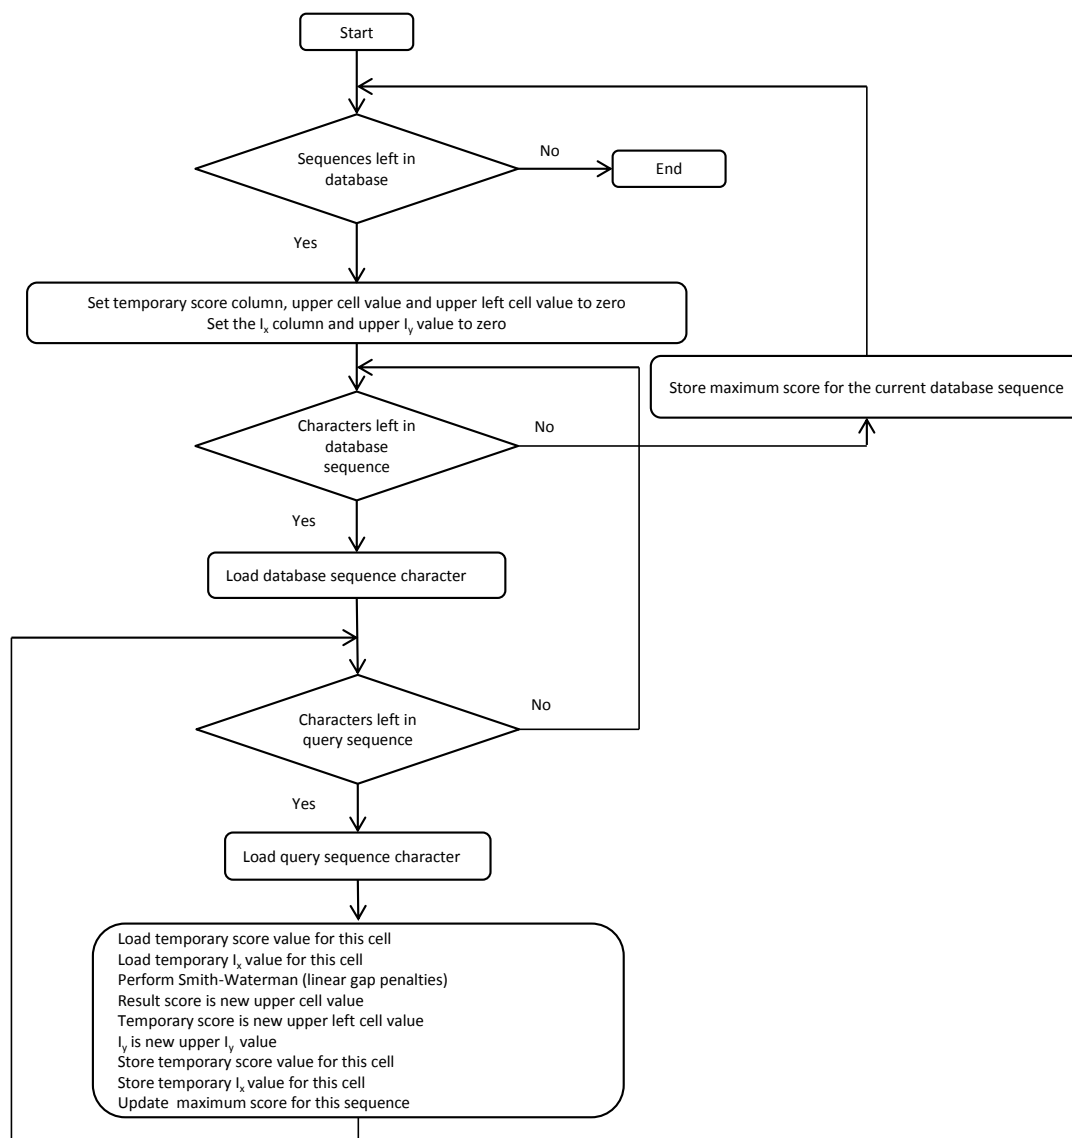 Start
Sequences left in
database
No
End
Yes
Set temporary score column, upper cell value and upper left cell value to zero
Set the Ix column and upper Iy value to zero
Store maximum score for the current database sequence
Characters left in
database
sequence
No
Yes
Load database sequence character
Characters left in
query sequence
No
Yes
Load query sequence character
Load temporary score value for this cell
Load temporary Ix value for this cell
Perform Smith-Waterman (linear gap penalties)
Result score is new upper cell value
Temporary score is new upper left cell value
Iy is new upper Iy value
Store temporary score value for this cell
Store temporary Ix value for this cell
Update maximum score for this sequence